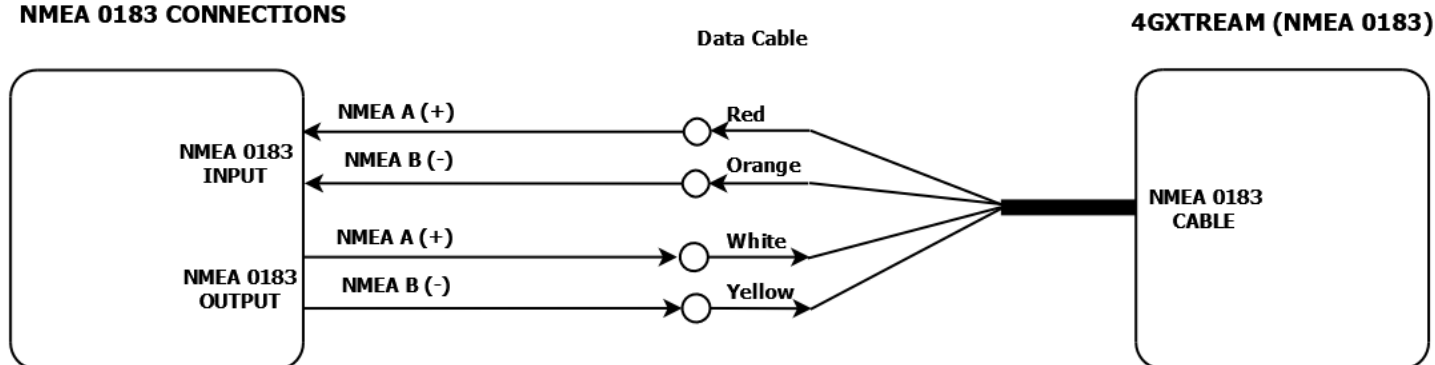 NMEA 0183 CONNECTIONS
4GXTREAM (NMEA 0183)
Data Cable
NMEA A (+)
Red
NMEA 0183
INPUT
NMEA B (-)
Orange
NMEA 0183
CABLE
NMEA A (+)
White
NMEA 0183
OUTPUT
NMEA B (-)
Yellow